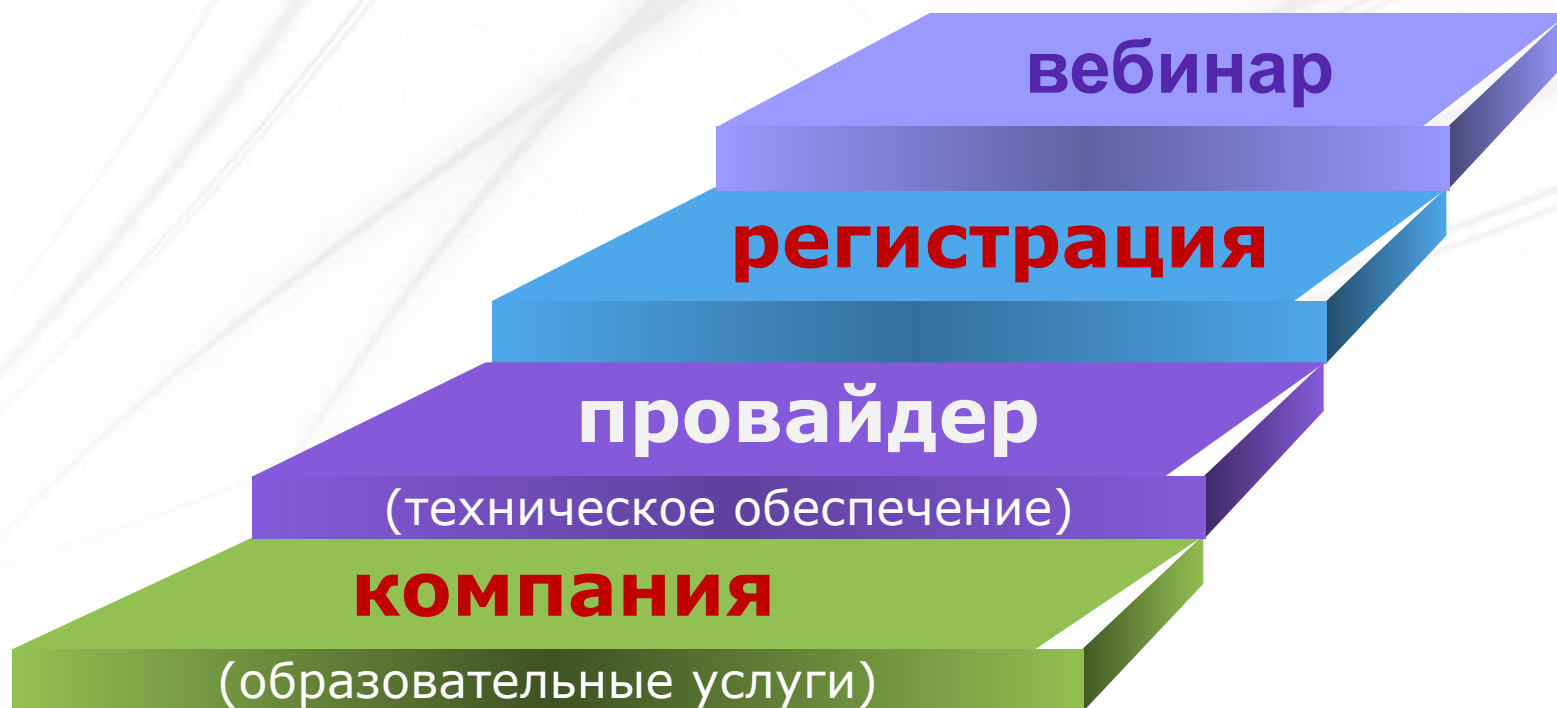 вебинар
регистрация
провайдер
(техническое обеспечение)
компания
(образовательные услуги)